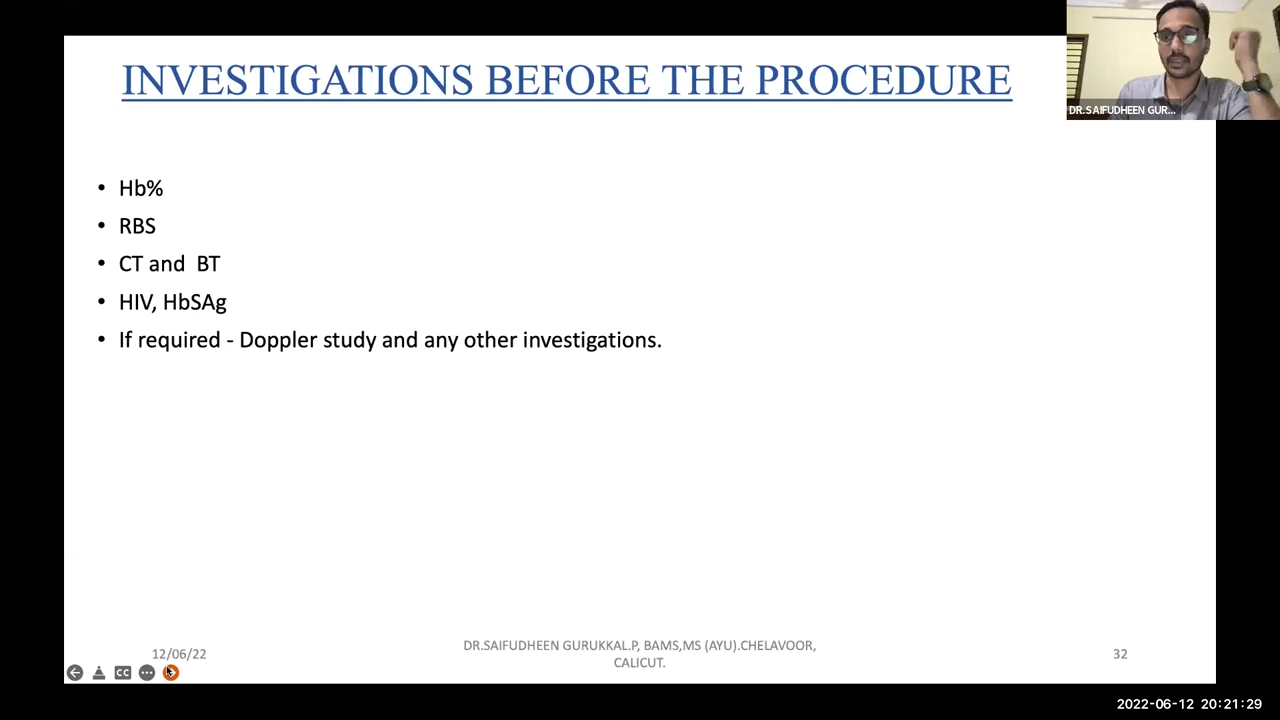 INVESTIGATIONS BEFORE THE PROCEDURE
DR.SAIFUDHEEN GUR...
• Hb%
• RBS
• CT and BT
• HIV, HbSAg
• If required - Doppler study and any other investigations.
12/06/22
DR.SAIFUDHEEN GURUKKAL.P, BAMS,MS (AYU).CHELAVOOR,
CALICUT.
32
CC
2022-06-12 20:21:29